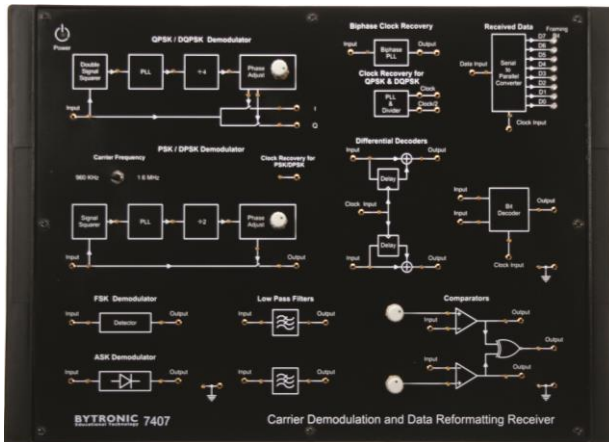 Power
QPSK / DQPSK Demodulator
Double Signal Squarer
PLL
÷4
Phase Adjust
Input
I
Q
PSK / DPSK Demodulator
Carrier Frequency
960 KHz
1.6 MHz
Clock Recovery for PSK/DPSK
Signal Squarer
PLL
÷2
Phase Adjust
Input
Output
FSK Demodulator
Input
Output
Detector
ASK Demodulator
Input
Output
Low Pass Filters
Input
Output
Input
Output
Biphase Clock Recovery
Input
Output
Biphase PLL
Clock Recovery for QPSK & DQPSK
Input
PLL & Divider
Clock
Clock/2
Received Data
Framing
Data Input
Serial to Parallel Converter
D7
D6
D5
D4
D3
D2
D1
D0
Clock Input
Differential Decoders
Input
Output
Delay
Clock Input
Delay
Input
Output
Input
Input
Bit Decoder
Output
Clock Input
Comparators
Input
Output
Output
Input
Output
BYTRONIC
Educational Technology
7407
Carrier Demodulation and Data Reformatting Receiver